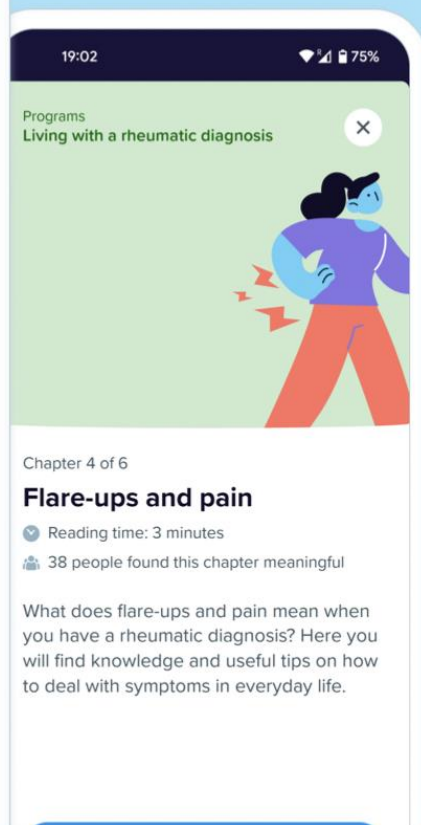 19:02
R 75%
Programs
Living with a rheumatic diagnosis
Chapter 4 of 6
Flare-ups and pain
Reading time: 3 minutes
38 people found this chapter meaningful
What does flare-ups and pain mean when
you have a rheumatic diagnosis? Here you
will find knowledge and useful tips on how
to deal with symptoms in everyday life.